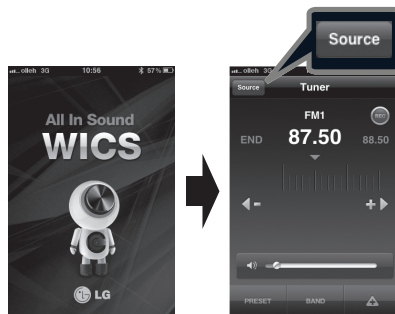 Source
olleh 3G 10:56 57%
All In Sound
WICS
LG
olleh 3G
Source Tuner
FM1
REC
END 87.50 88.50
PRESET BAND